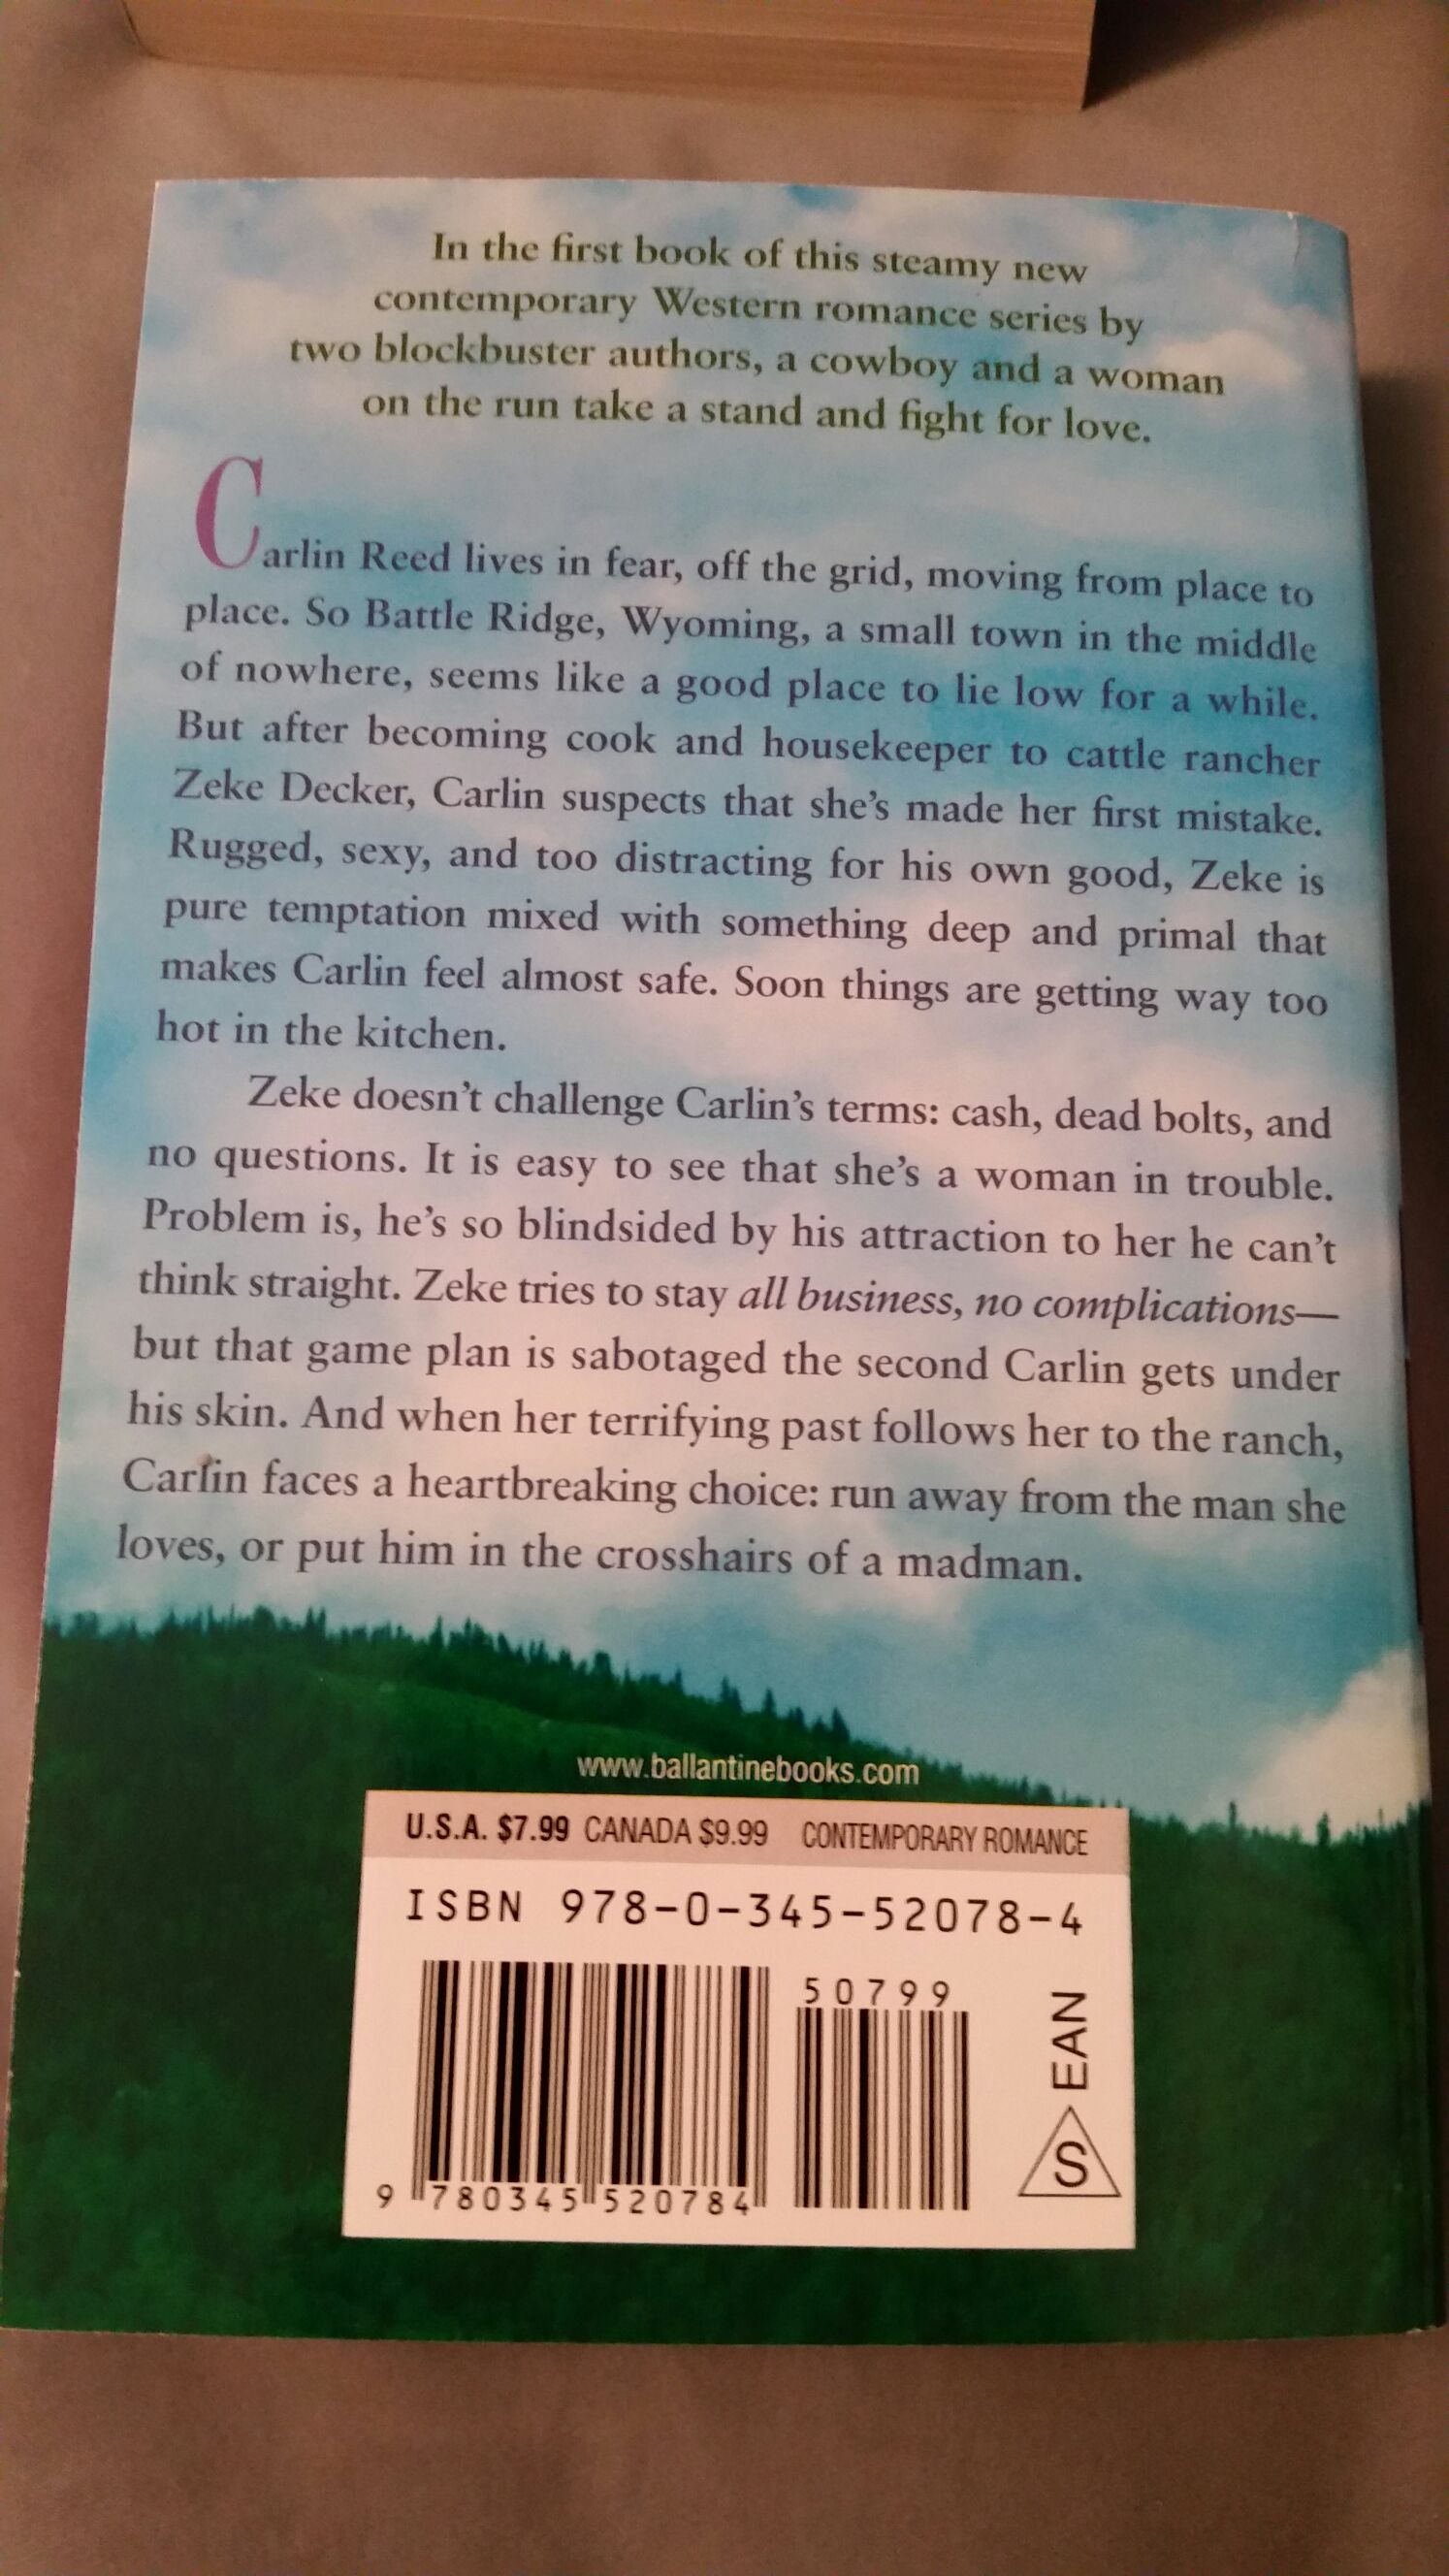 In the first book of this steamy new
contemporary Western romance series by
two blockbuster authors, a cowboy and a woman
on the run take a stand and fight for love.
Carlin Reed lives in fear, off the grid, moving from place to
place. So Battle Ridge, Wyoming, a small town in the middle
of nowhere, seems like a good place to lie low for a while.
But after becoming cook and housekeeper to cattle rancher
Zeke Decker, Carlin suspects that she's made her first mistake.
Rugged, sexy, and too distracting for his own good, Zeke is
pure temptation mixed with something deep and primal that
makes Carlin feel almost safe. Soon things are getting way too
hot in the kitchen.
Zeke doesn't challenge Carlin's terms: cash, dead bolts, and
no questions. It is easy to see that she's a woman in trouble.
Problem is, he's so blindsided by his attraction to her he can't
think straight. Zeke tries to stay all business, no complications—
but that game plan is sabotaged the second Carlin gets under
his skin. And when her terrifying past follows her to the ranch,
Carlin faces a heartbreaking choice: run away from the man she
loves, or put him in the crosshairs of a madman.
www.ballantinebooks.com
U.S.A. $7.99 CANADA $9.99 CONTEMPORARY ROMANCE
ISBN 978-0-345-52078-4
50799
9 780345 520784
EAN
S